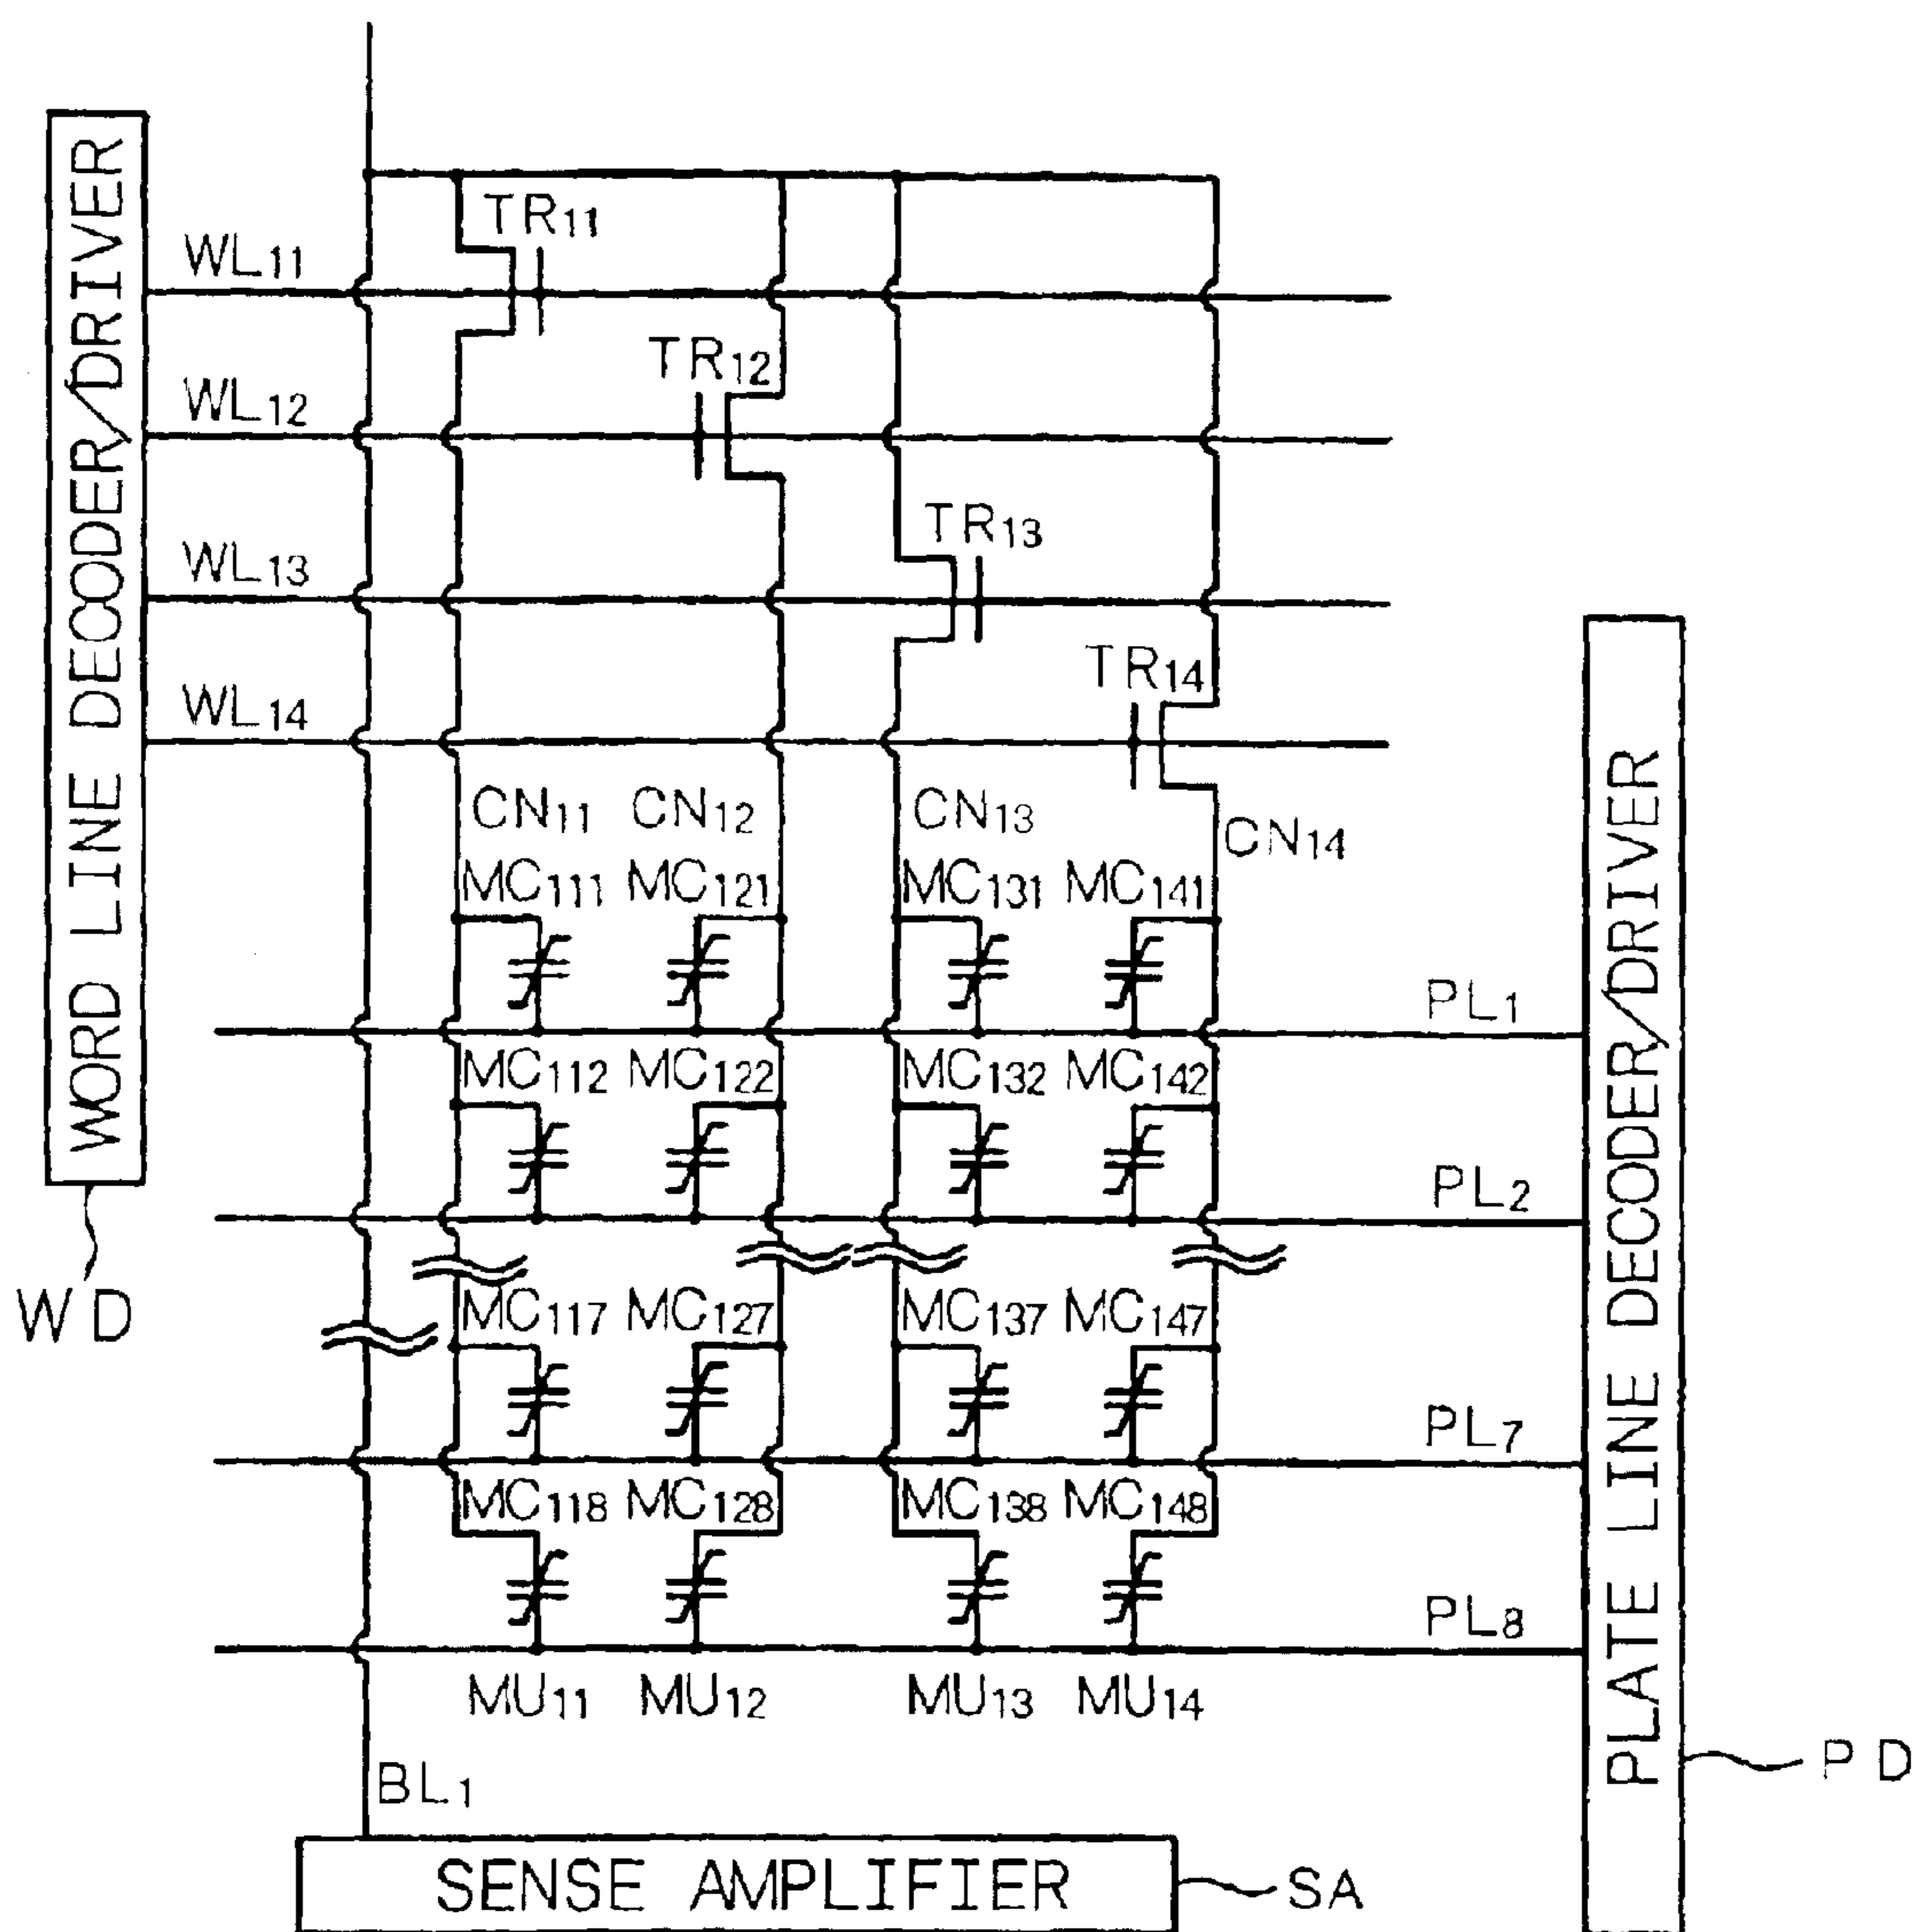 WORD LINE DECODER/DRIVER
TR11
WL11
TR12
WL12
TR13
WL13
TR14
WL14
CN11 CN12 CN13 CN14
MC111 MC121 MC131 MC141
PL1
MC112 MC122 MC132 MC142
PL2
WD
MC117 MC127 MC137 MC147
PL7
MC118 MC128 MC138 MC148
PL8
MU11 MU12 MU13 MU14
PLATE LINE DECODER/DRIVER
PD
BL1
SENSE AMPLIFIER
SA